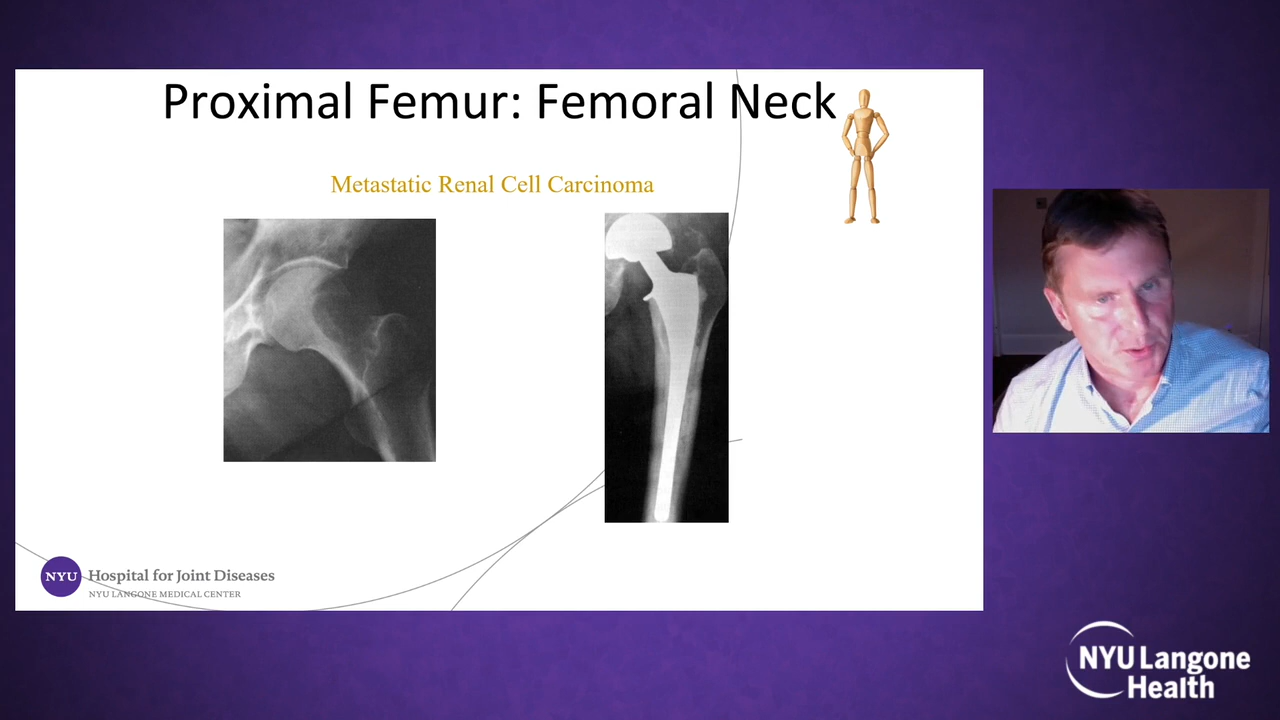 Proximal Femur: Femoral Neck
Metastatic Renal Cell Carcinoma
NYU Hospital for Joint Diseases
NYU LANGONE MEDICAL CENTER
NYU Langone
Health